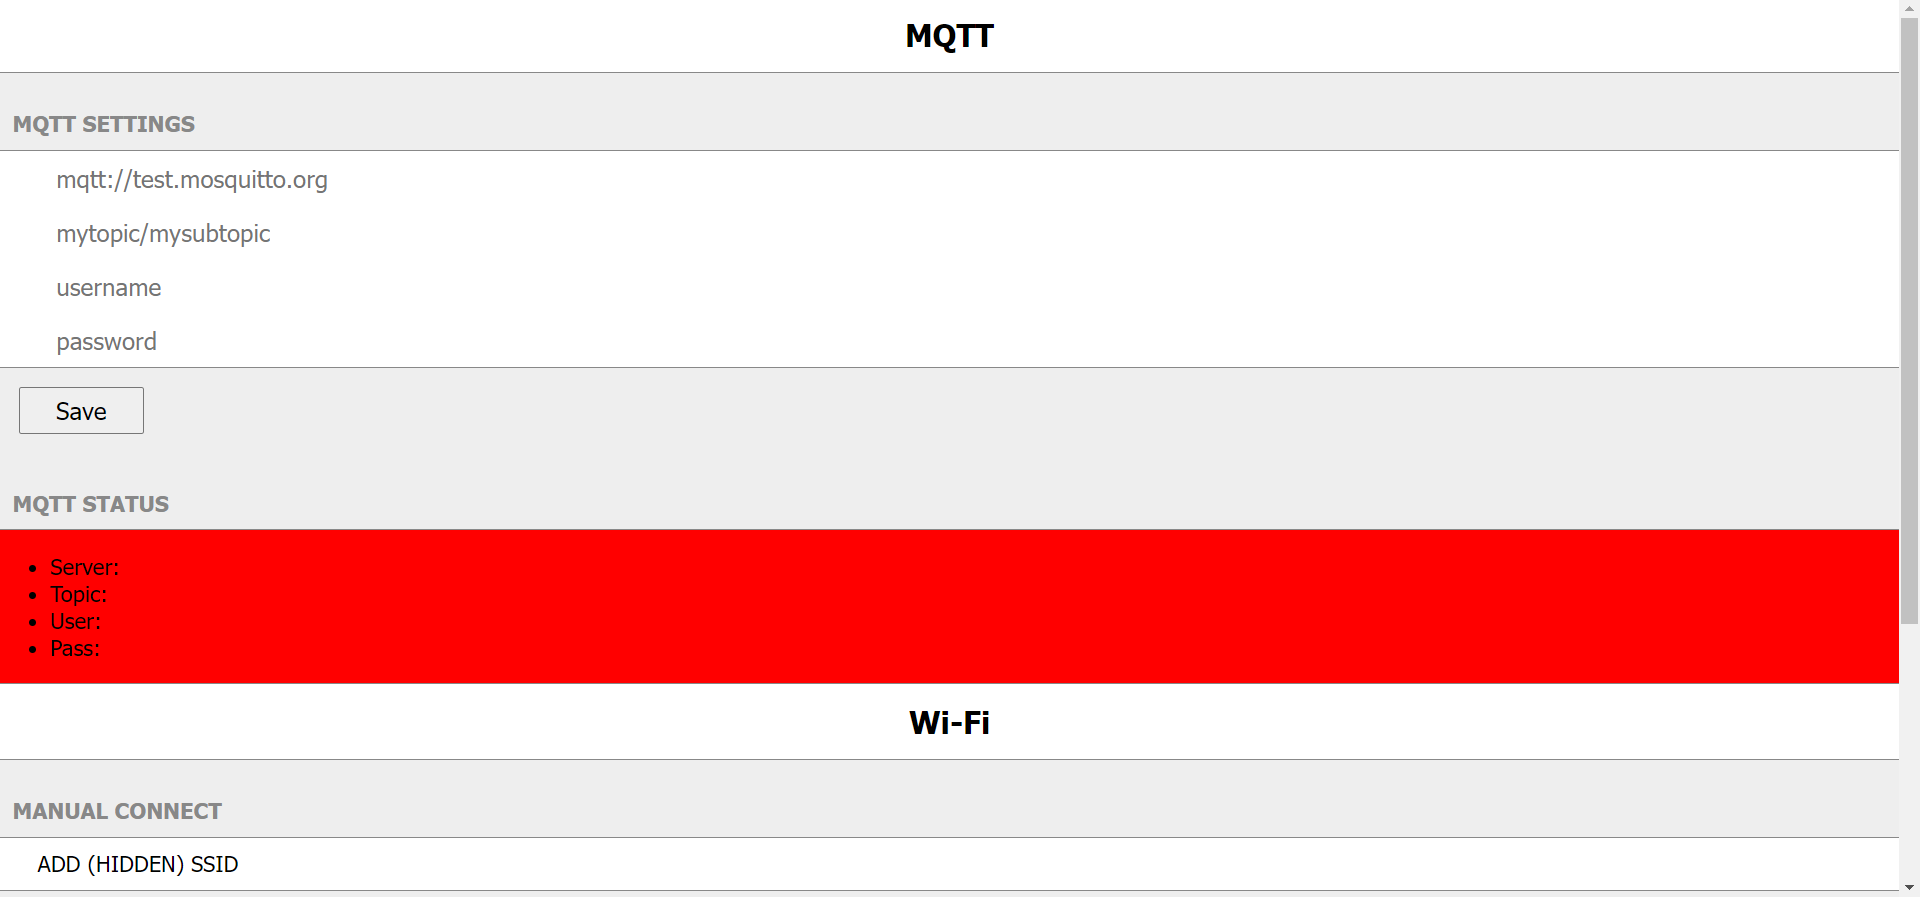 MQTT
MQTT SETTINGS
mqtt://test.mosquitto.org
mytopic/mysubtopic
username
password
Save
MQTT STATUS
Server:
Topic:
User:
Pass:
Wi-Fi
MANUAL CONNECT
ADD (HIDDEN) SSID